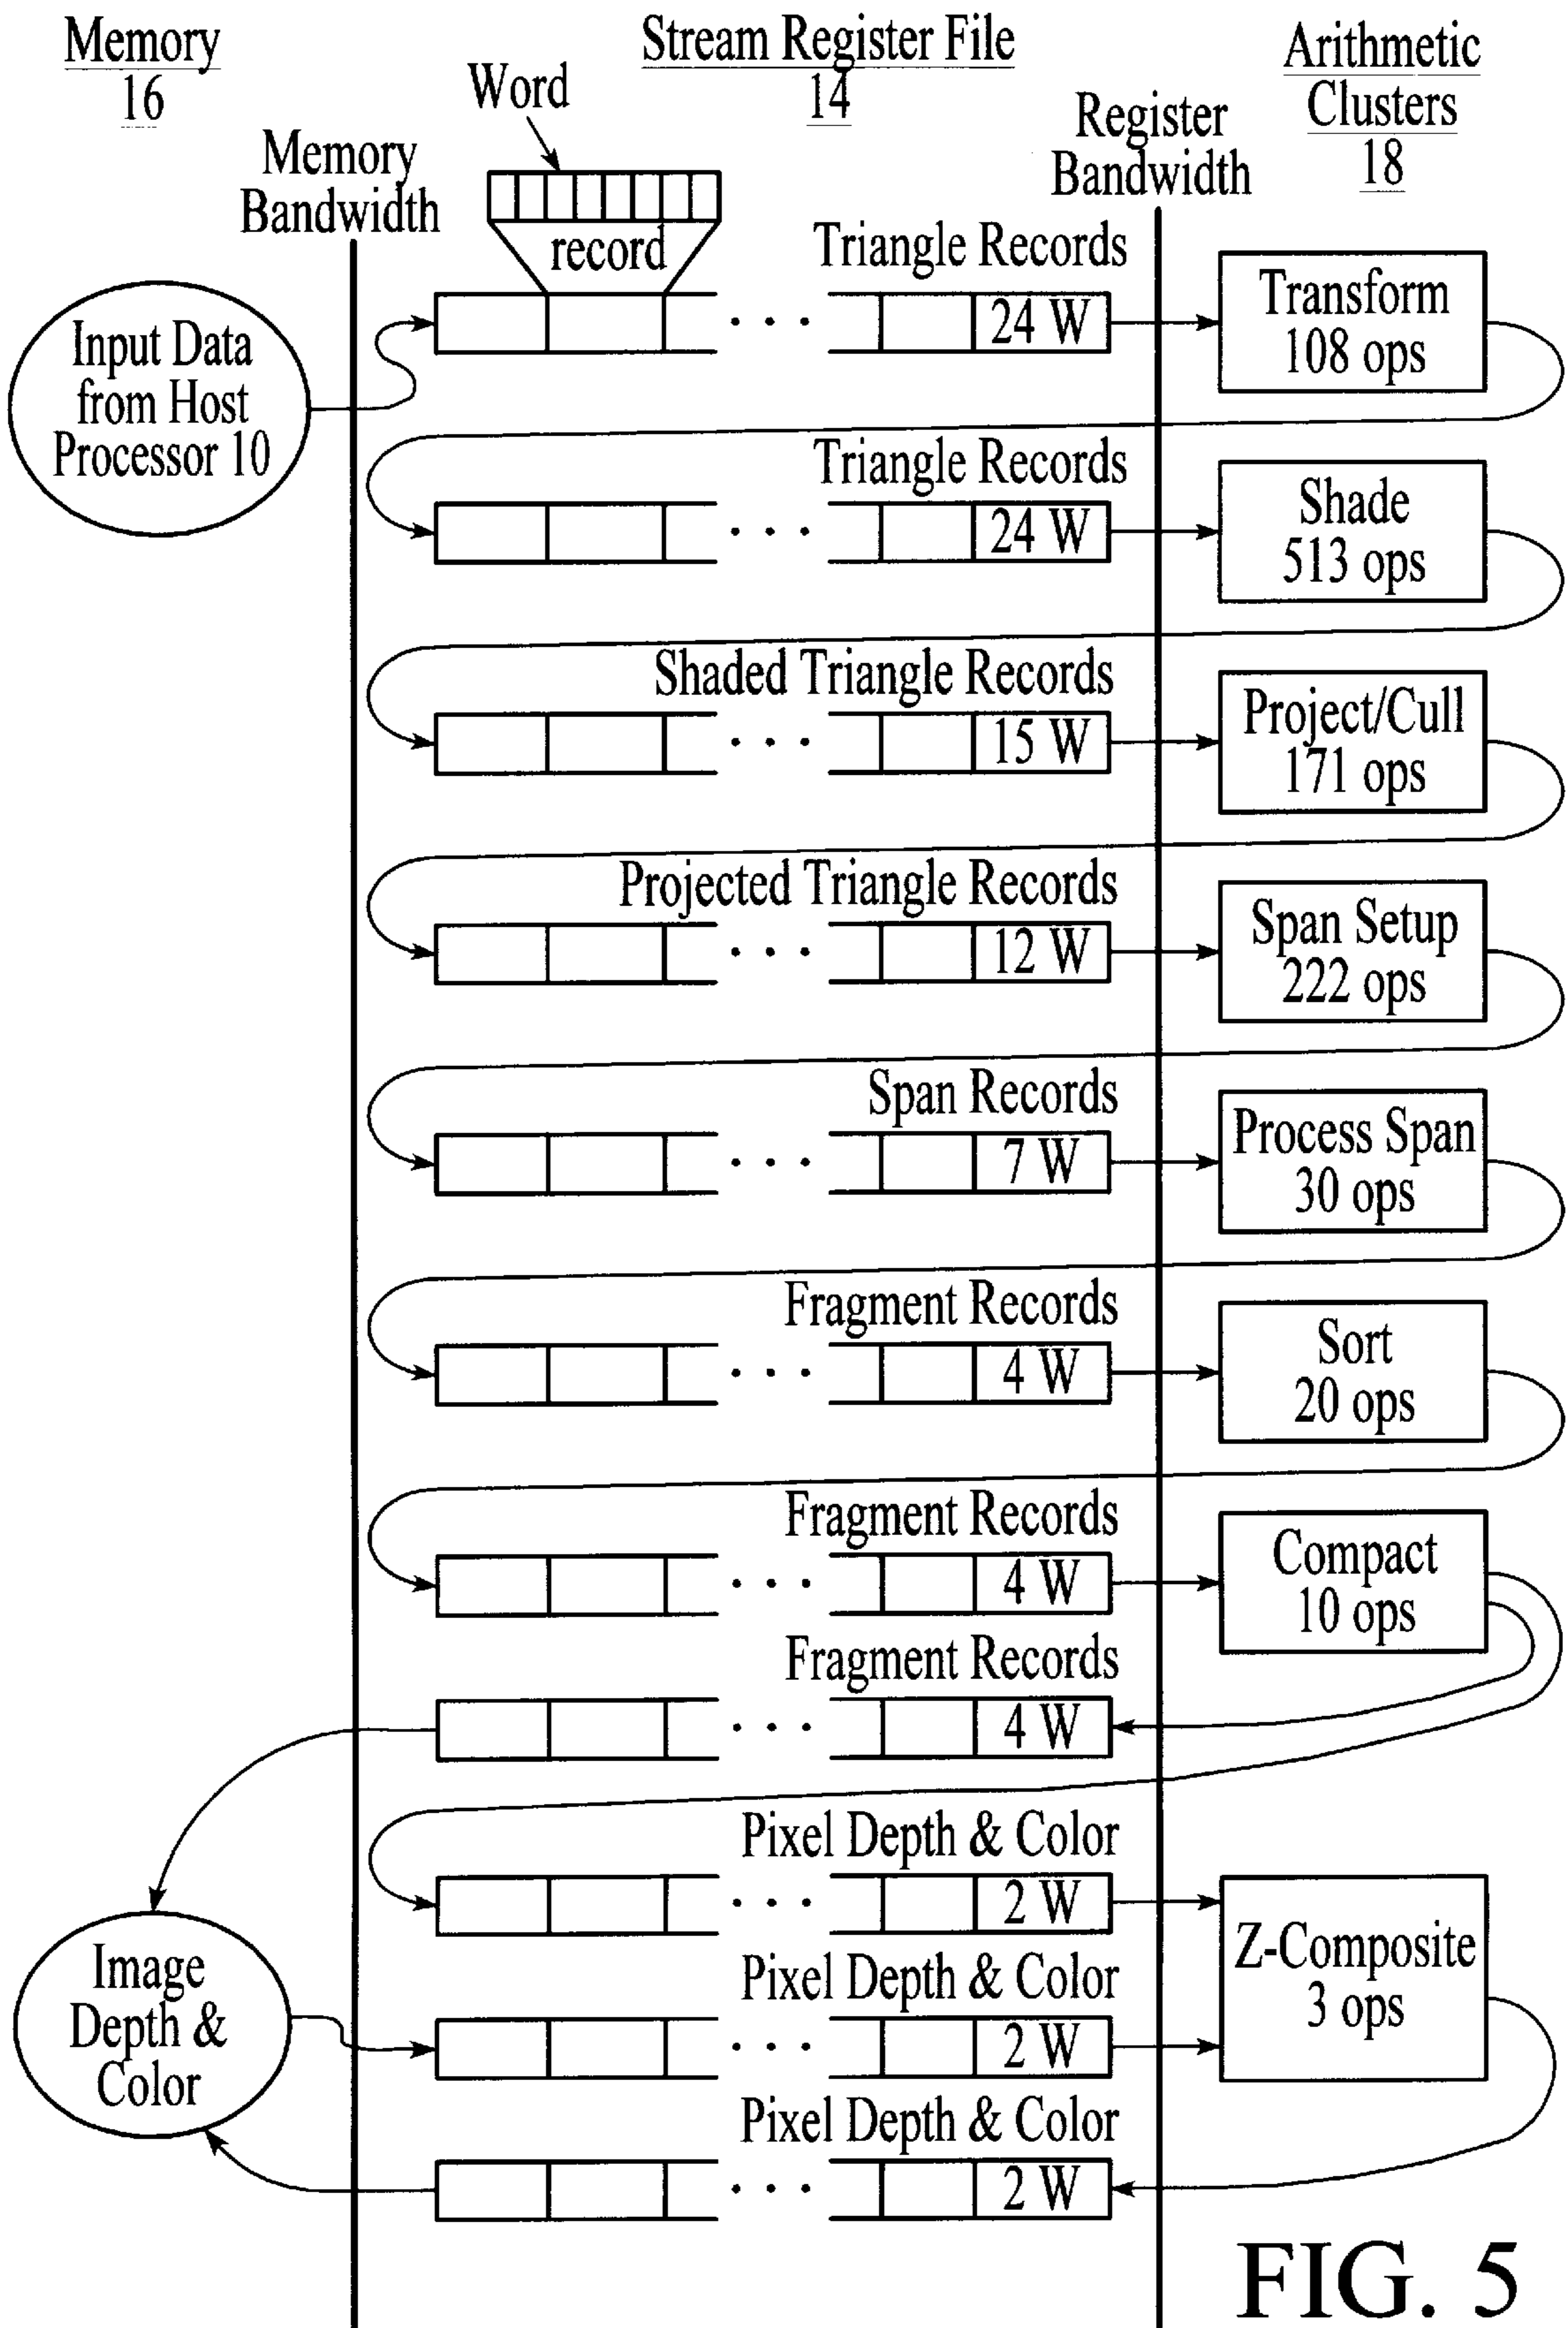 Memory
16
Stream Register File
14
Arithmetic
Clusters
18
Word
Memory
Bandwidth
Register
Bandwidth
record
Triangle Records
24 W
Transform
108 ops
Input Data
from Host
Processor 10
Triangle Records
24 W
Shade
513 ops
Shaded Triangle Records
15 W
Project/Cull
171 ops
Projected Triangle Records
12 W
Span Setup
222 ops
Span Records
7 W
Process Span
30 ops
Fragment Records
4 W
Sort
20 ops
Fragment Records
4 W
Compact
10 ops
Fragment Records
4 W
Pixel Depth & Color
2 W
Z-Composite
3 ops
Image
Depth &
Color
Pixel Depth & Color
2 W
Pixel Depth & Color
2 W
FIG. 5